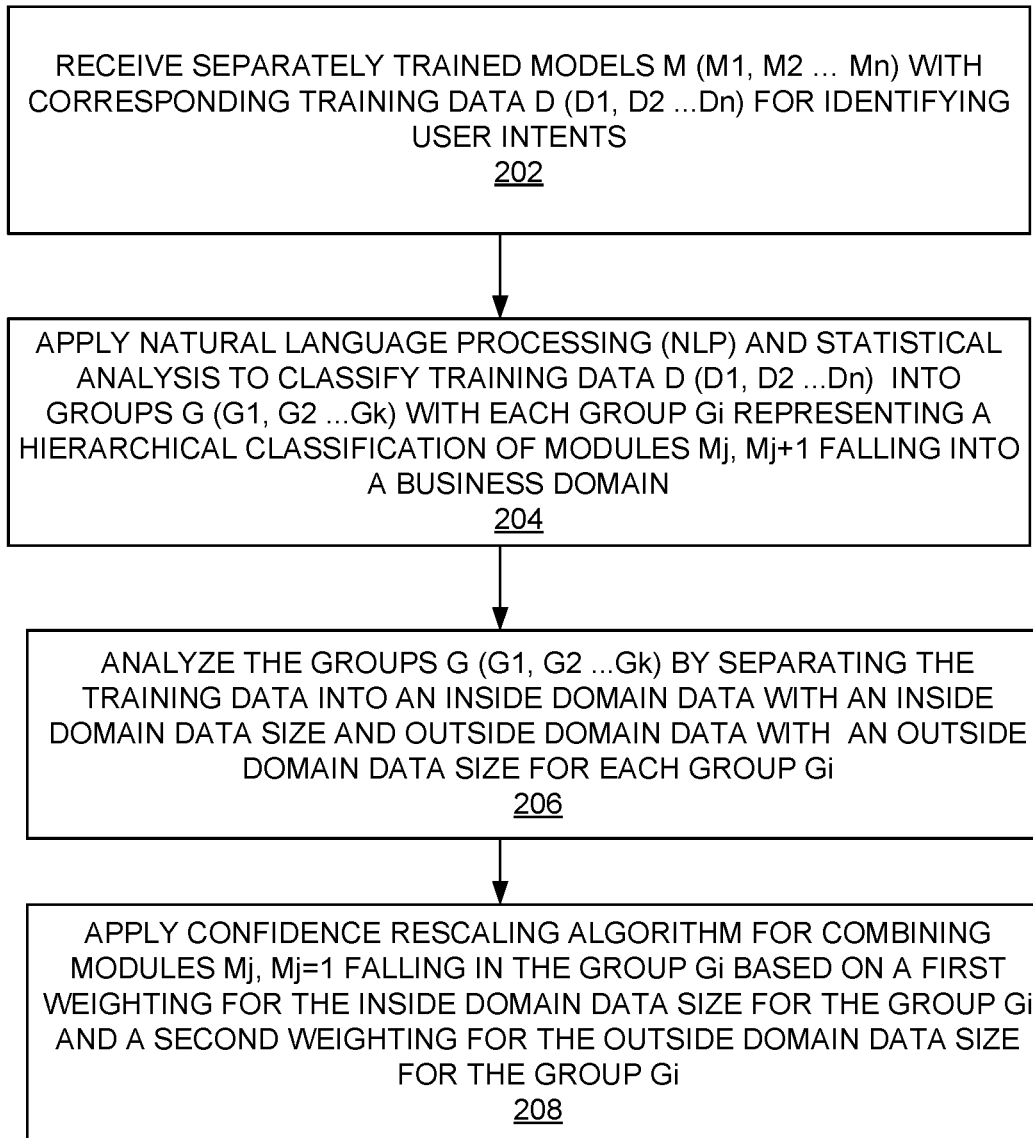 RECEIVE SEPARATELY TRAINED MODELS M (M1, M2 ... Mn) WITH
CORRESPONDING TRAINING DATA D (D1, D2 ...Dn) FOR IDENTIFYING
USER INTENTS
202
APPLY NATURAL LANGUAGE PROCESSING (NLP) AND STATISTICAL
ANALYSIS TO CLASSIFY TRAINING DATA D (D1, D2 ...Dn) INTO
GROUPS G (G1, G2 ...Gk) WITH EACH GROUP Gi REPRESENTING A
HIERARCHICAL CLASSIFICATION OF MODULES Mj, Mj+1 FALLING INTO
A BUSINESS DOMAIN
204
ANALYZE THE GROUPS G (G1, G2 ...Gk) BY SEPARATING THE
TRAINING DATA INTO AN INSIDE DOMAIN DATA WITH AN INSIDE
DOMAIN DATA SIZE AND OUTSIDE DOMAIN DATA WITH AN OUTSIDE
DOMAIN DATA SIZE FOR EACH GROUP Gi
206
APPLY CONFIDENCE RESCALING ALGORITHM FOR COMBINING
MODULES Mj, Mj=1 FALLING IN THE GROUP Gi BASED ON A FIRST
WEIGHTING FOR THE INSIDE DOMAIN DATA SIZE FOR THE GROUP Gi
AND A SECOND WEIGHTING FOR THE OUTSIDE DOMAIN DATA SIZE
FOR THE GROUP Gi
208